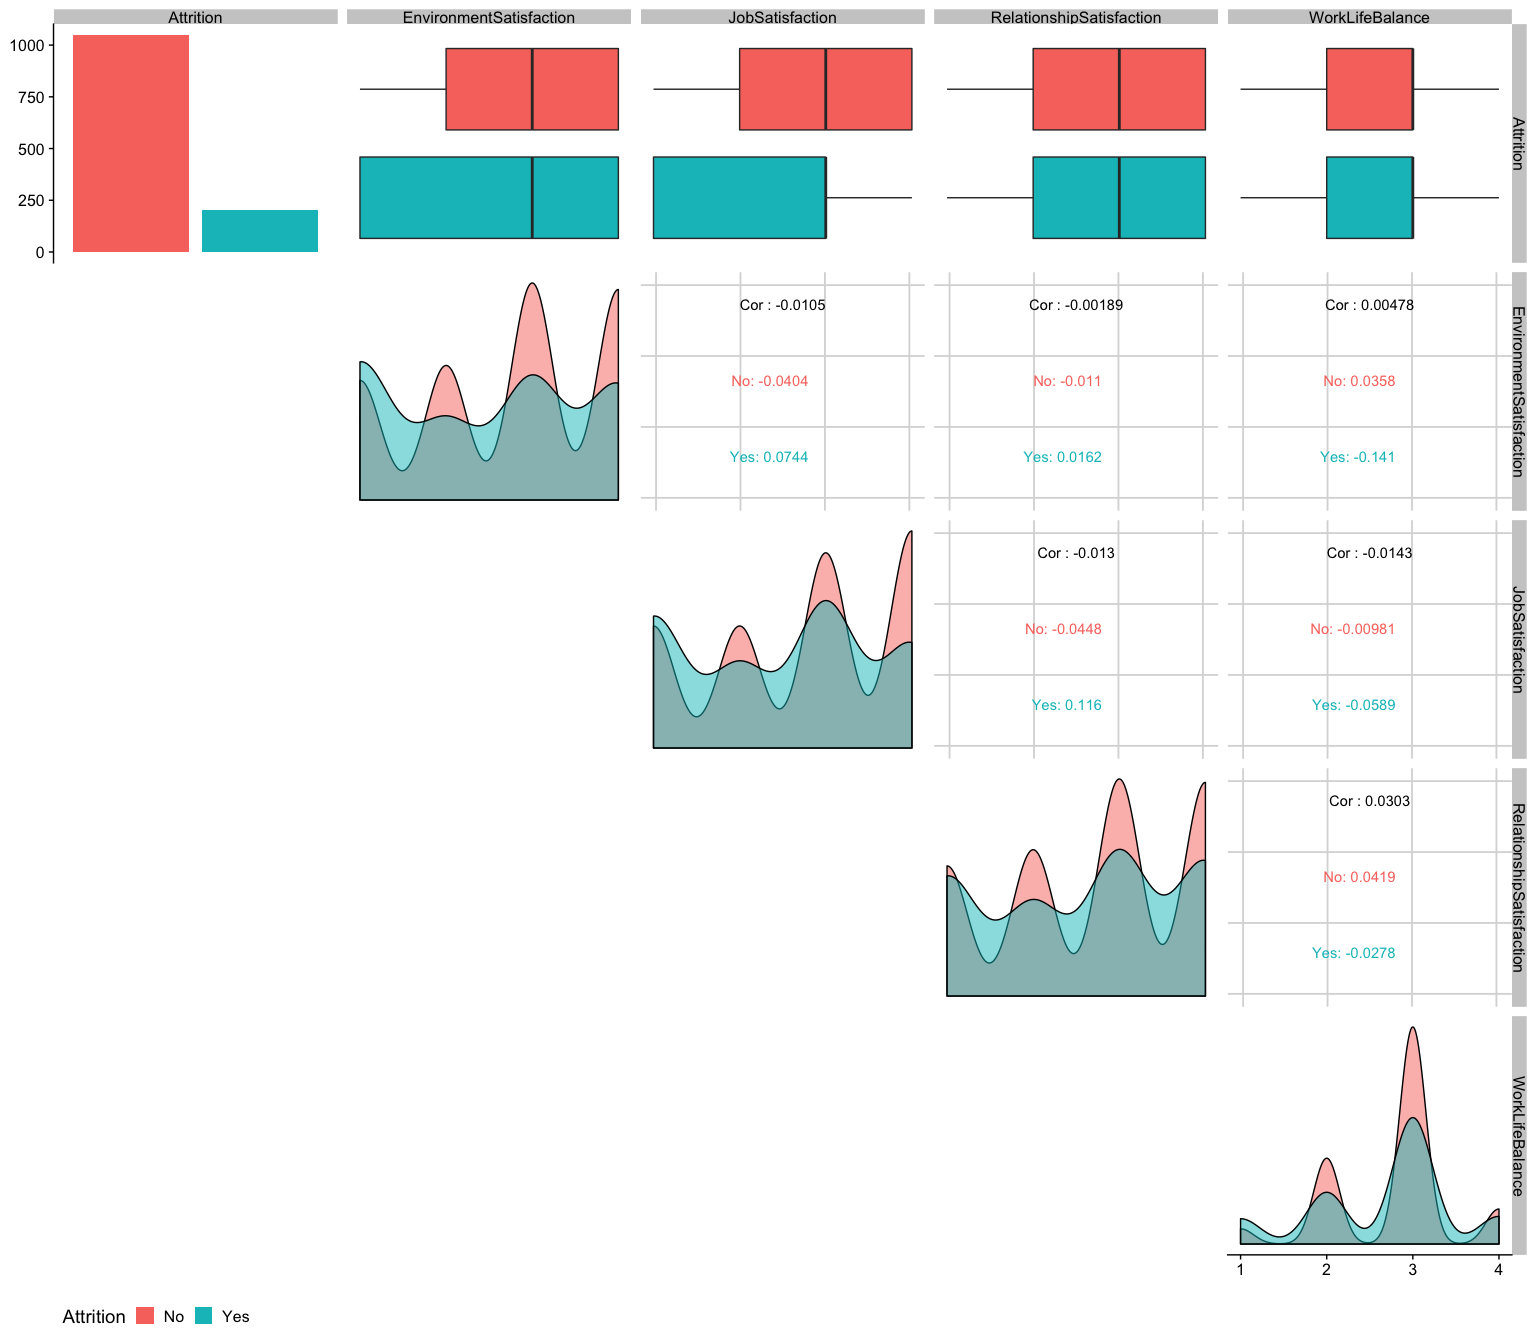 Attrition
EnvironmentSatisfaction
JobSatisfaction
RelationshipSatisfaction
WorkLifeBalance
1000
750
500
250
0
Attrition
Cor : -0.0105
Cor : -0.00189
Cor : 0.00478
No: -0.0404
No: -0.011
No: 0.0358
Yes: 0.0744
Yes: 0.0162
Yes: -0.141
EnvironmentSatisfaction
Cor : -0.013
Cor : -0.0143
No: -0.0448
No: -0.00981
Yes: 0.116
Yes: -0.0589
JobSatisfaction
Cor : 0.0303
No: 0.0419
Yes: -0.0278
RelationshipSatisfaction
WorkLifeBalance
1 2 3 4
Attrition No Yes